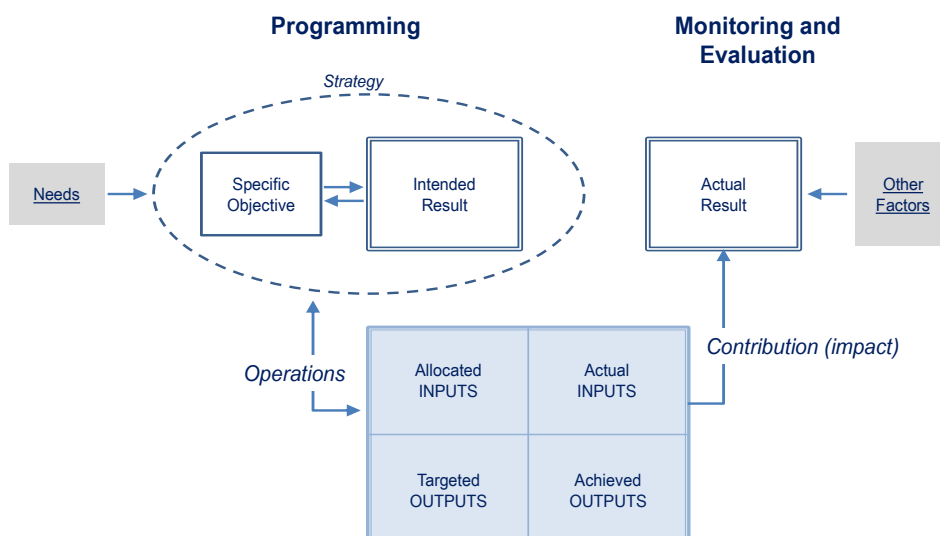 Programming
Monitoring and
Evaluation
Strategy
Needs
Specific
Objective
Intended
Result
Actual
Result
Other
Factors
Operations
Contribution (impact)
Allocated
INPUTS
Actual
INPUTS
Targeted
OUTPUTS
Achieved
OUTPUTS